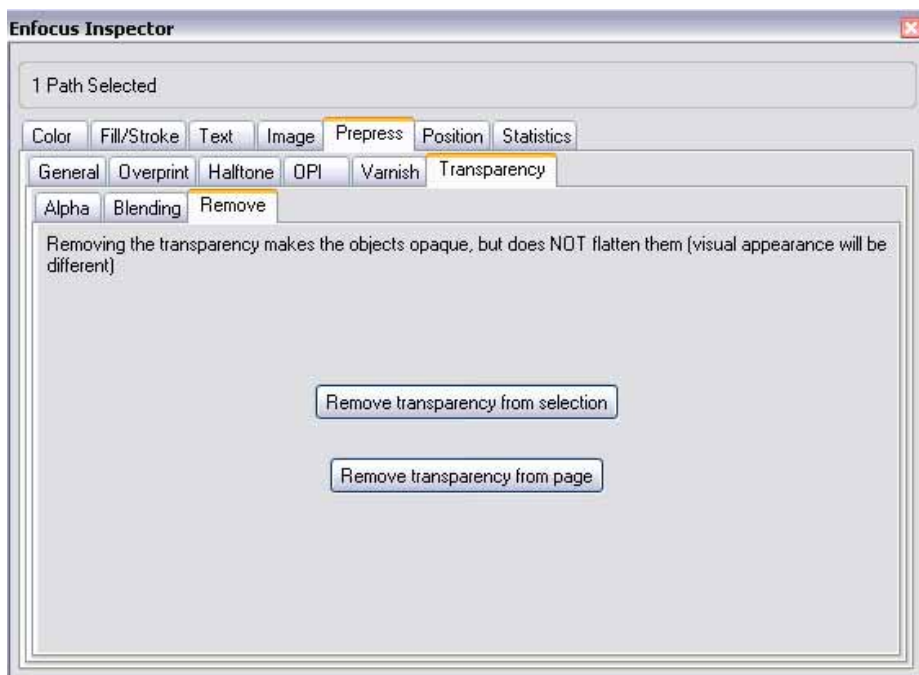 Enfocus Inspector
1 Path Selected
Color Fill/Stroke Text Image Prepress Position Statistics
General Overprint Halftone OPI Varnish Transparency
Alpha Blending Remove
Removing the transparency makes the objects opaque, but does NOT flatten them (visual appearance will be
different)
Remove transparency from selection
Remove transparency from page